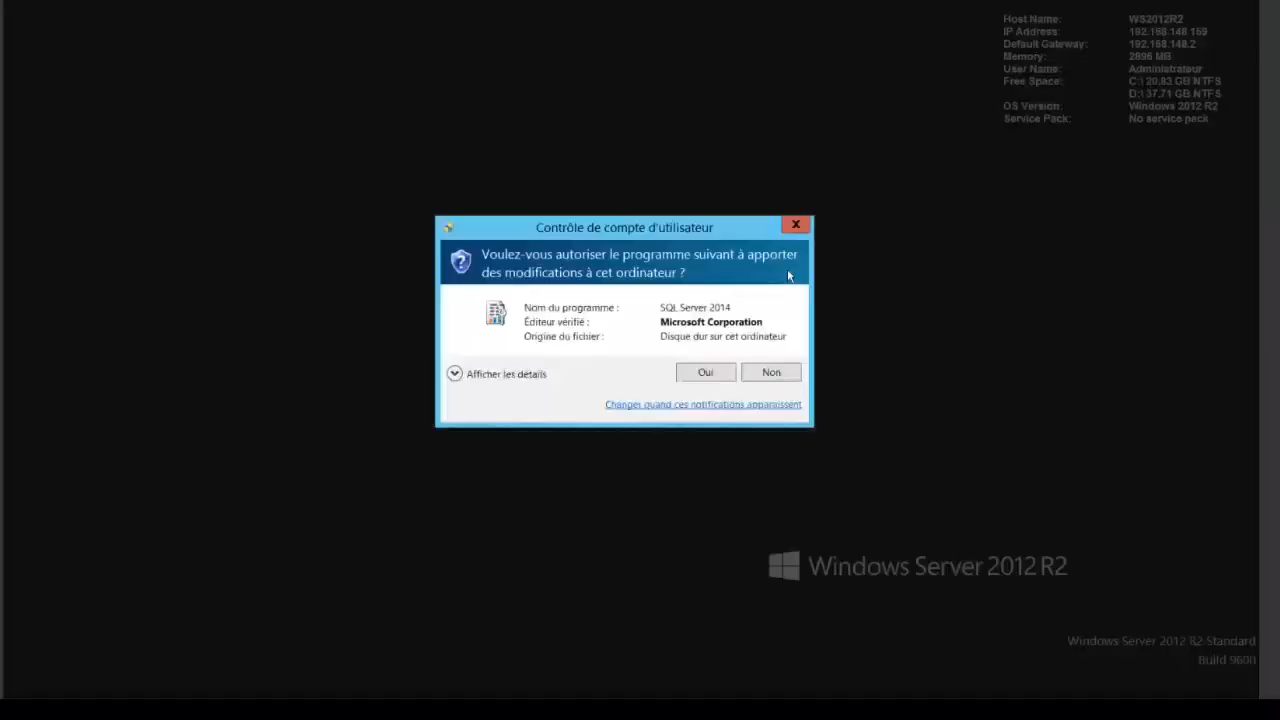 Host Name: WS2012R2
IP Address: 192.168.148.169
Default Gateway: 192.168.148.2
Memory: 2896 MB
User Name: Administrateur
Free Space: C:\ 20.83 GB NTFS
D:\ 37.71 GB NTFS
OS Version: Windows 2012 R2
Service Pack: No service pack
Contrôle de compte d'utilisateur
Voulez-vous autoriser le programme suivant à apporter
des modifications à cet ordinateur ?
Nom du programme : SQL Server 2014
Éditeur vérifié : Microsoft Corporation
Origine du fichier : Disque dur sur cet ordinateur
Afficher les détails
Oui
Non
Changer quand ces notifications apparaissent
Windows Server 2012 R2
Windows Server 2012 R2 Standard
Build 9600